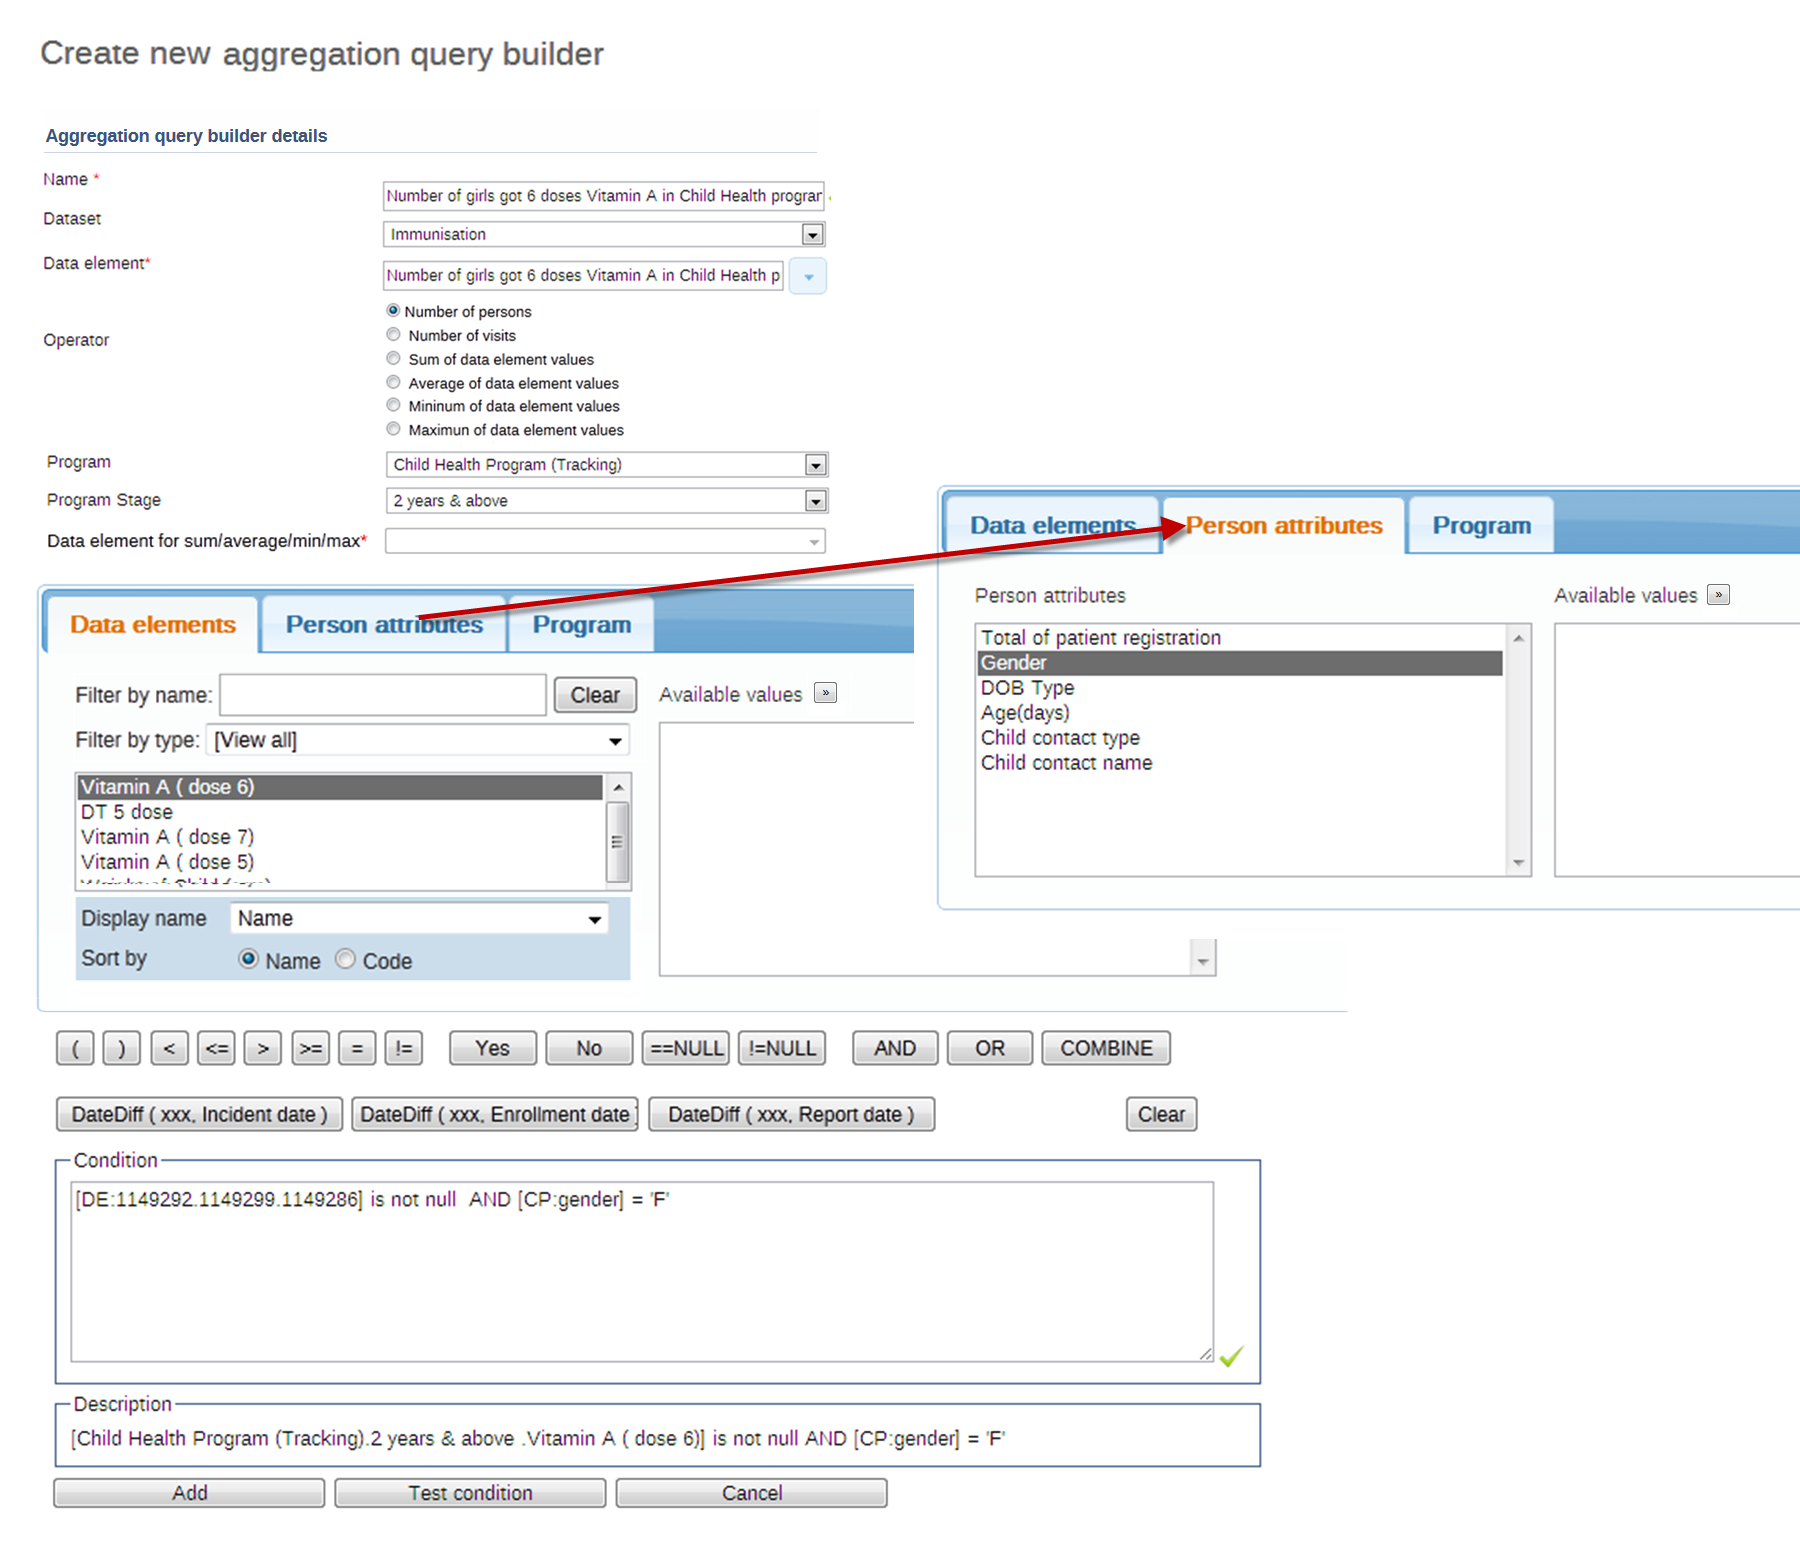 Create new aggregation query builder
Aggregation query builder details
Name *
Number of girls got 6 doses Vitamin A in Child Health program
Dataset
Immunisation
Data element*
Number of girls got 6 doses Vitamin A in Child Health p
Operator
Number of persons
Number of visits
Sum of data element values
Average of data element values
Mininum of data element values
Maximun of data element values
Program
Child Health Program (Tracking)
Program Stage
2 years & above
Data element for sum/average/min/max*
Data elements Person attributes Program
Filter by name: Clear
Filter by type: [View all]
Available values »
Vitamin A ( dose 6)
DT 5 dose
Vitamin A ( dose 7)
Vitamin A ( dose 5)
Display name Name
Sort by Name Code
Data elements Person attributes Program
Person attributes
Available values »
Total of patient registration
Gender
DOB Type
Age(days)
Child contact type
Child contact name
( ) < <= > >= = != Yes No ==NULL !=NULL AND OR COMBINE
DateDiff ( xxx, Incident date ) DateDiff ( xxx, Enrollment date ) DateDiff ( xxx, Report date ) Clear
Condition
[DE:1149292.1149299.1149286] is not null AND [CP:gender] = 'F'
Description
[Child Health Program (Tracking).2 years & above .Vitamin A ( dose 6)] is not null AND [CP:gender] = 'F'
Add Test condition Cancel